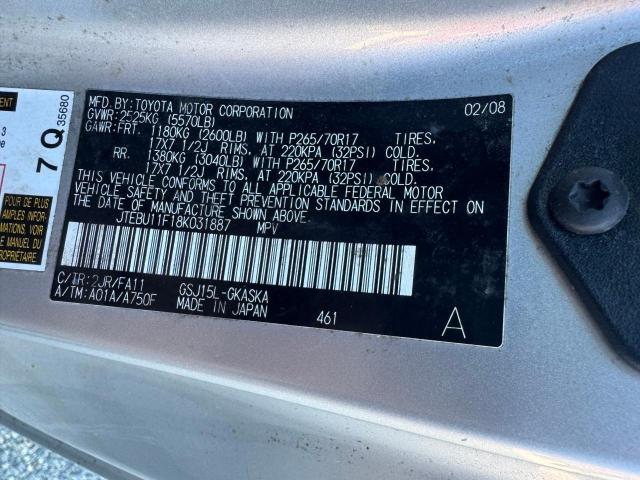 MFD. BY: TOYOTA MOTOR CORPORATION 02/08
GVWR: 2525KG (5570LB)
GAWR: FRT. 1180KG (2600LB) WITH P265/70R17 TIRES,
17X7 1/2J RIMS, AT 220KPA (32PSI) COLD.
RR. 1380KG (3040LB) WITH P265/70R17 TIRES,
17X7 1/2J RIMS, AT 220KPA (32PSI) COLD.
THIS VEHICLE CONFORMS TO ALL APPLICABLE FEDERAL MOTOR
VEHICLE SAFETY AND THEFT PREVENTION STANDARDS IN EFFECT ON
THE DATE OF MANUFACTURE SHOWN ABOVE.
JTEBU11F18K031887 MPV
C/TR: 2JR/FA11 GSJ15L-GKASKA
A/TM: A01A/A750F MADE IN JAPAN 461 A
ENT
3
7 Q 35680
POUR DE PLUS
AMPLES INFOR-
MATIONS